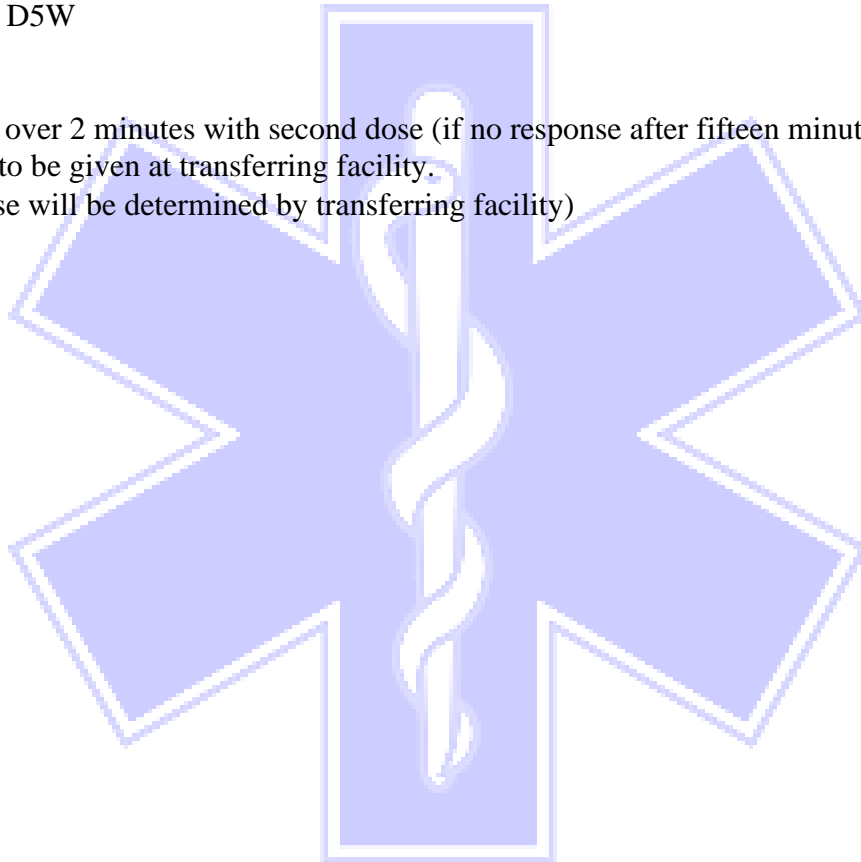 D5W
over 2 minutes with second dose (if no response after fifteen minut
to be given at transferring facility.
se will be determined by transferring facility)